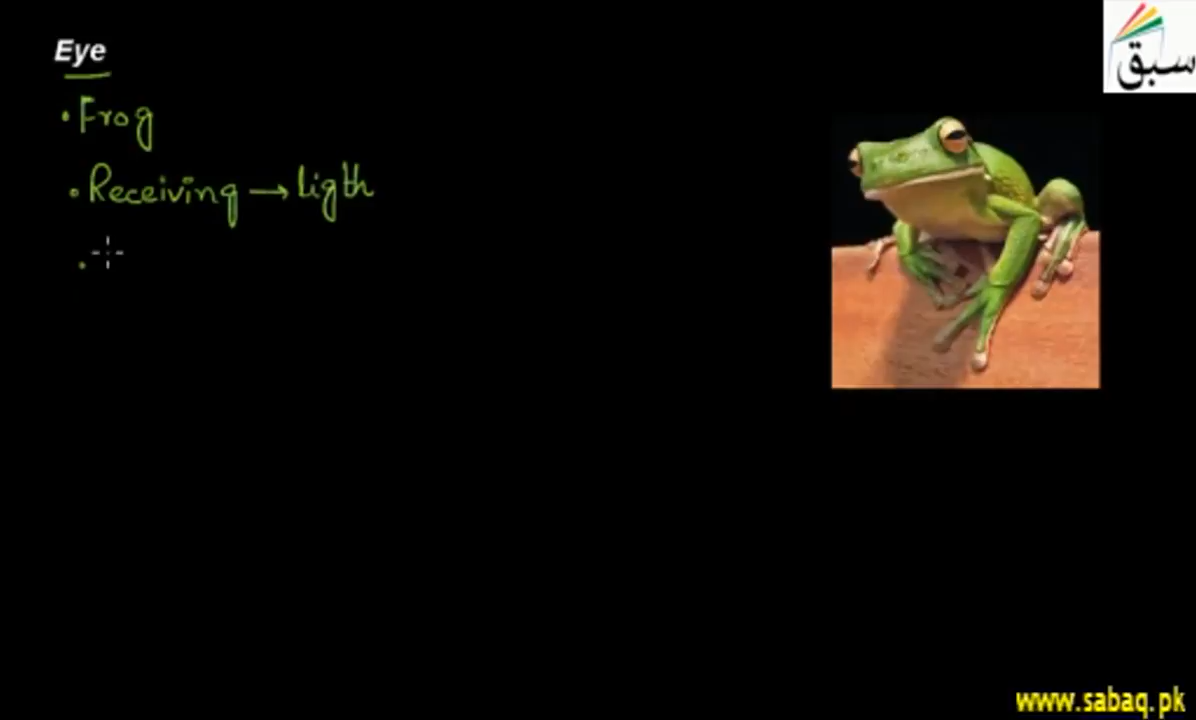 Eye
سبق
• Frog
• Receiving → ligth
•
www.sabaq.pk